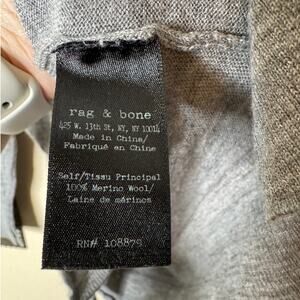 rag & bone
425 W. 13th St, NY, NY 10014
Made in China/
Fabriqué en Chine
Self/Tissu Principal
100% Merino Wool/
Laine de mérinos
RN# 108879